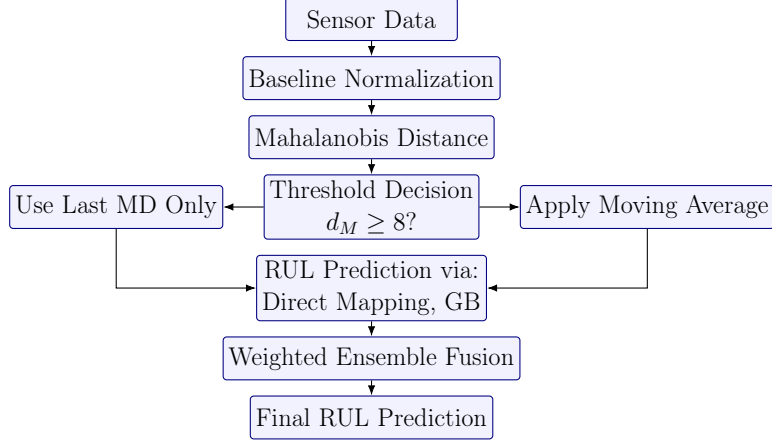 Sensor Data
Baseline Normalization
Mahalanobis Distance
Use Last MD Only
Threshold Decision
$d_M \geq 8$?
Apply Moving Average
RUL Prediction via:
Direct Mapping, GB
Weighted Ensemble Fusion
Final RUL Prediction